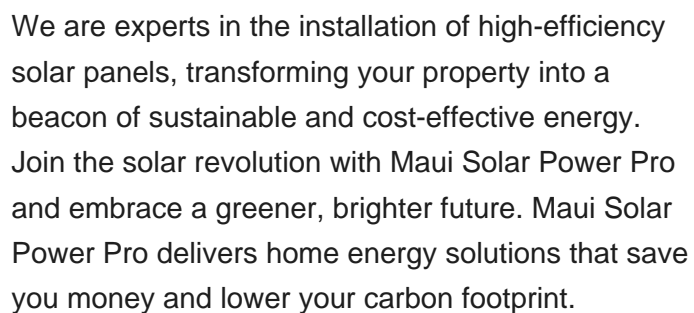 We are experts in the installation of high-efficiency
solar panels, transforming your property into a
beacon of sustainable and cost-effective energy.
Join the solar revolution with Maui Solar Power Pro
and embrace a greener, brighter future. Maui Solar
Power Pro delivers home energy solutions that save
you money and lower your carbon footprint.